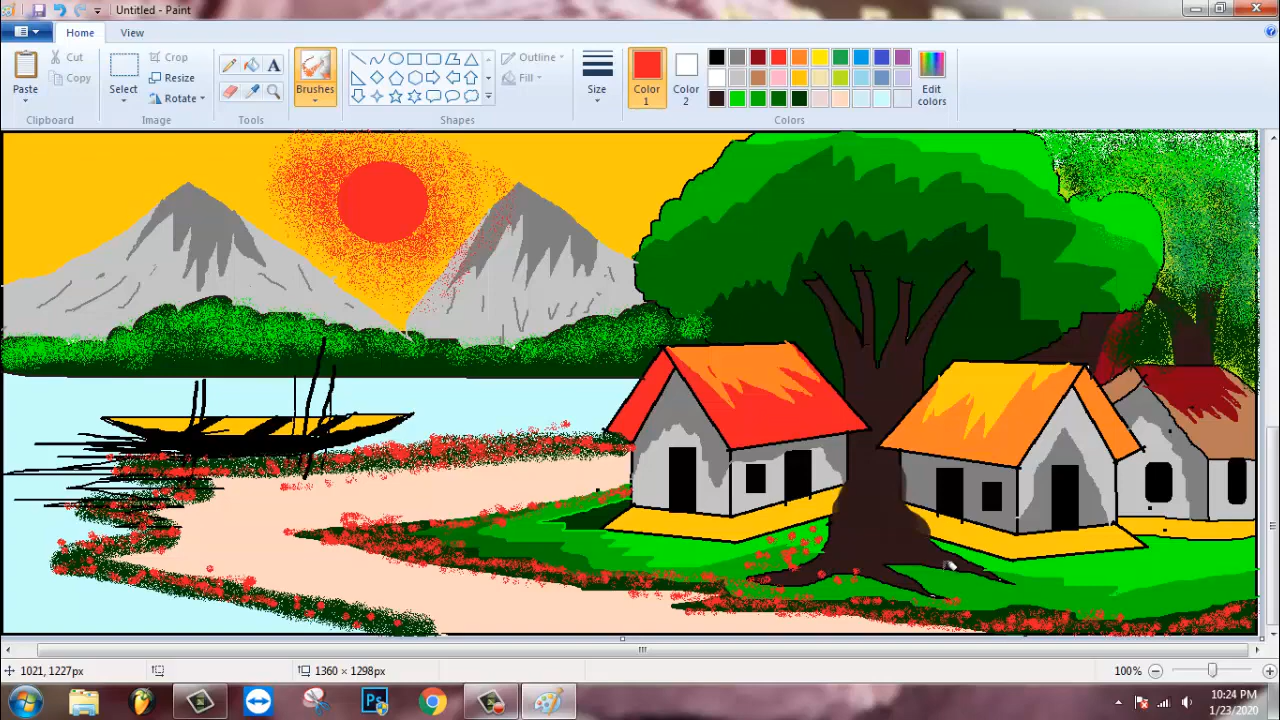 Untitled - Paint
Home View
Paste
Cut
Copy
Select
Crop
Resize
Rotate
A
Brushes
Outline
Fill
Size
Color 1
Color 2
Edit colors
Clipboard Image Tools Shapes Colors
1021, 1227px
1360 × 1298px
100%
Ps
10:24 PM
1/23/2020